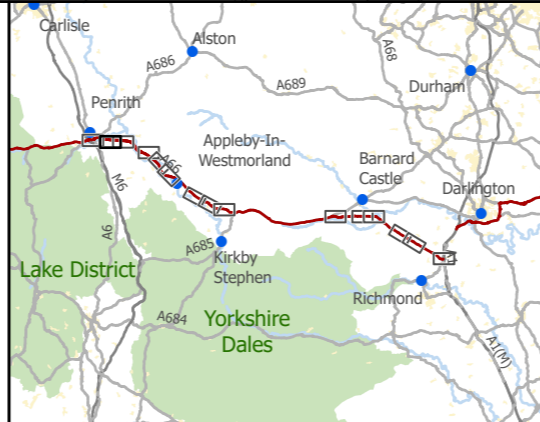 Carlisle
Alston
A686
A68
A689
Durham
Penrith
Appleby-In-
Westmorland
A66
Barnard
Castle
Darlington
M6
A6
A685
Kirkby
Stephen
Lake District
Richmond
A684
Yorkshire
Dales
A1(M)